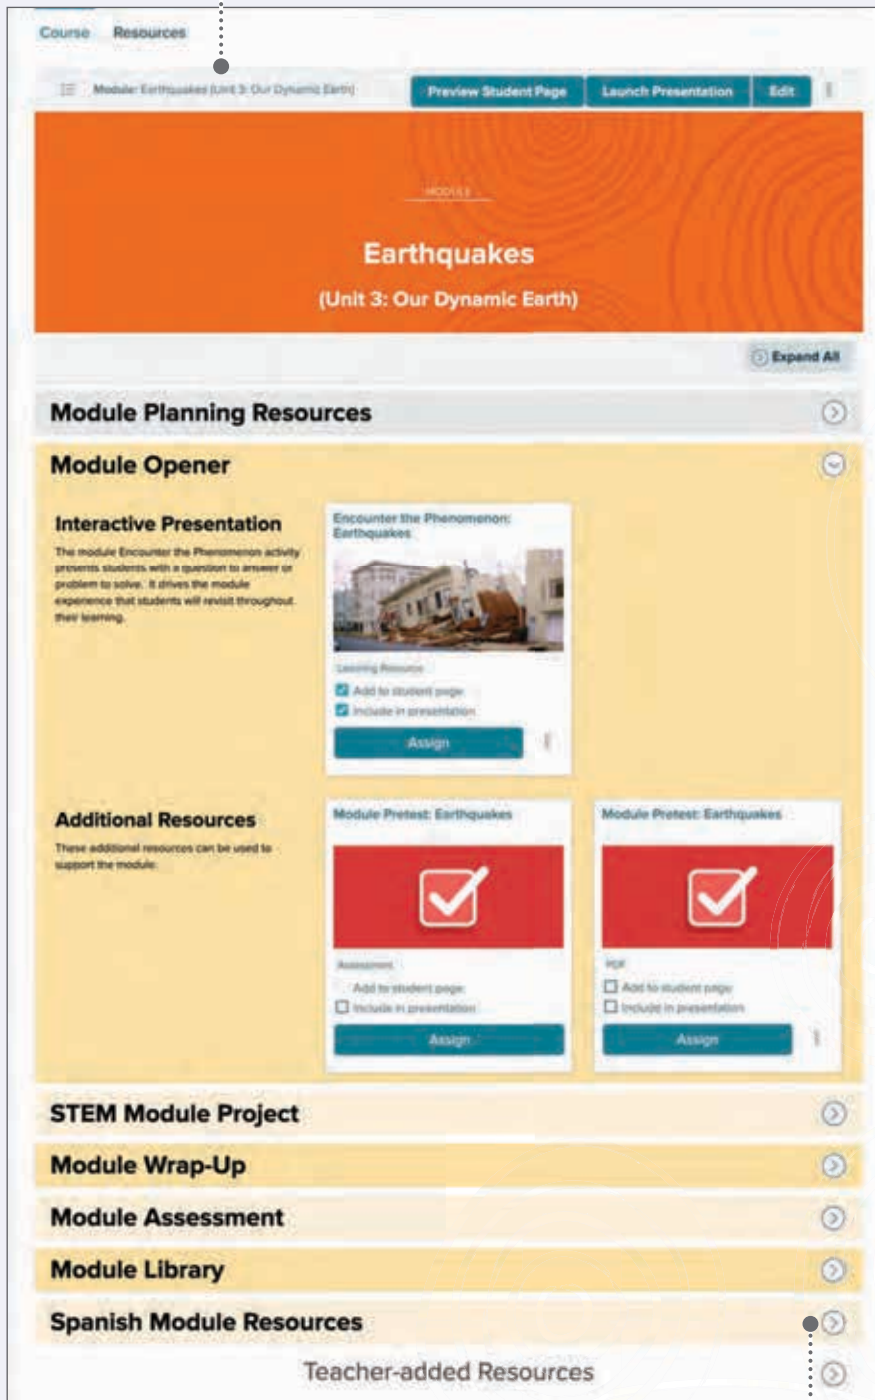 Course Resources
Module: Earthquakes (Unit 3: Our Dynamic Earth) Preview Student Page Launch Presentation Edit
MODULE
Earthquakes
(Unit 3: Our Dynamic Earth)
Expand All
Module Planning Resources
Module Opener
Interactive Presentation
The module Encounter the Phenomenon activity
presents students with a question to answer or
problem to solve. It drives the module
experience that students will revisit throughout
their learning.
Encounter the Phenomenon:
Earthquakes
Learning Resource
Add to student page
Include in presentation
Assign
Additional Resources
These additional resources can be used to
support the module.
Module Pretest: Earthquakes
Assessment
Add to student page
Include in presentation
Assign
Module Pretest: Earthquakes
PDF
Add to student page
Include in presentation
Assign
STEM Module Project
Module Wrap-Up
Module Assessment
Module Library
Spanish Module Resources
Teacher-added Resources